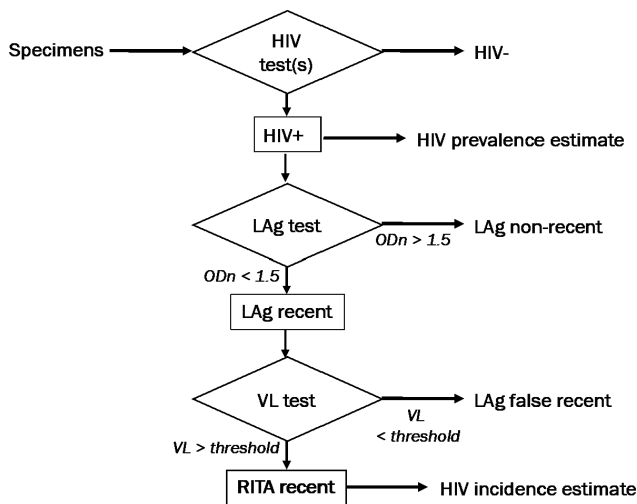 Specimens
HIV
test(s)
HIV-
HIV+
HIV prevalence estimate
LAg test
ODn > 1.5
LAg non-recent
ODn < 1.5
LAg recent
VL test
VL
< threshold
LAg false recent
VL > threshold
RITA recent
HIV incidence estimate